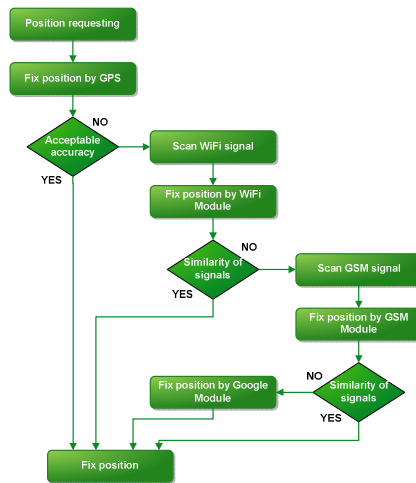 Position requesting
Fix position by GPS
NO
Acceptable
accuracy
YES
Scan WiFi signal
Fix position by WiFi
Module
NO
Similarity of
signals
YES
Scan GSM signal
Fix position by GSM
Module
NO
Similarity of
signals
YES
Fix position by Google
Module
Fix position